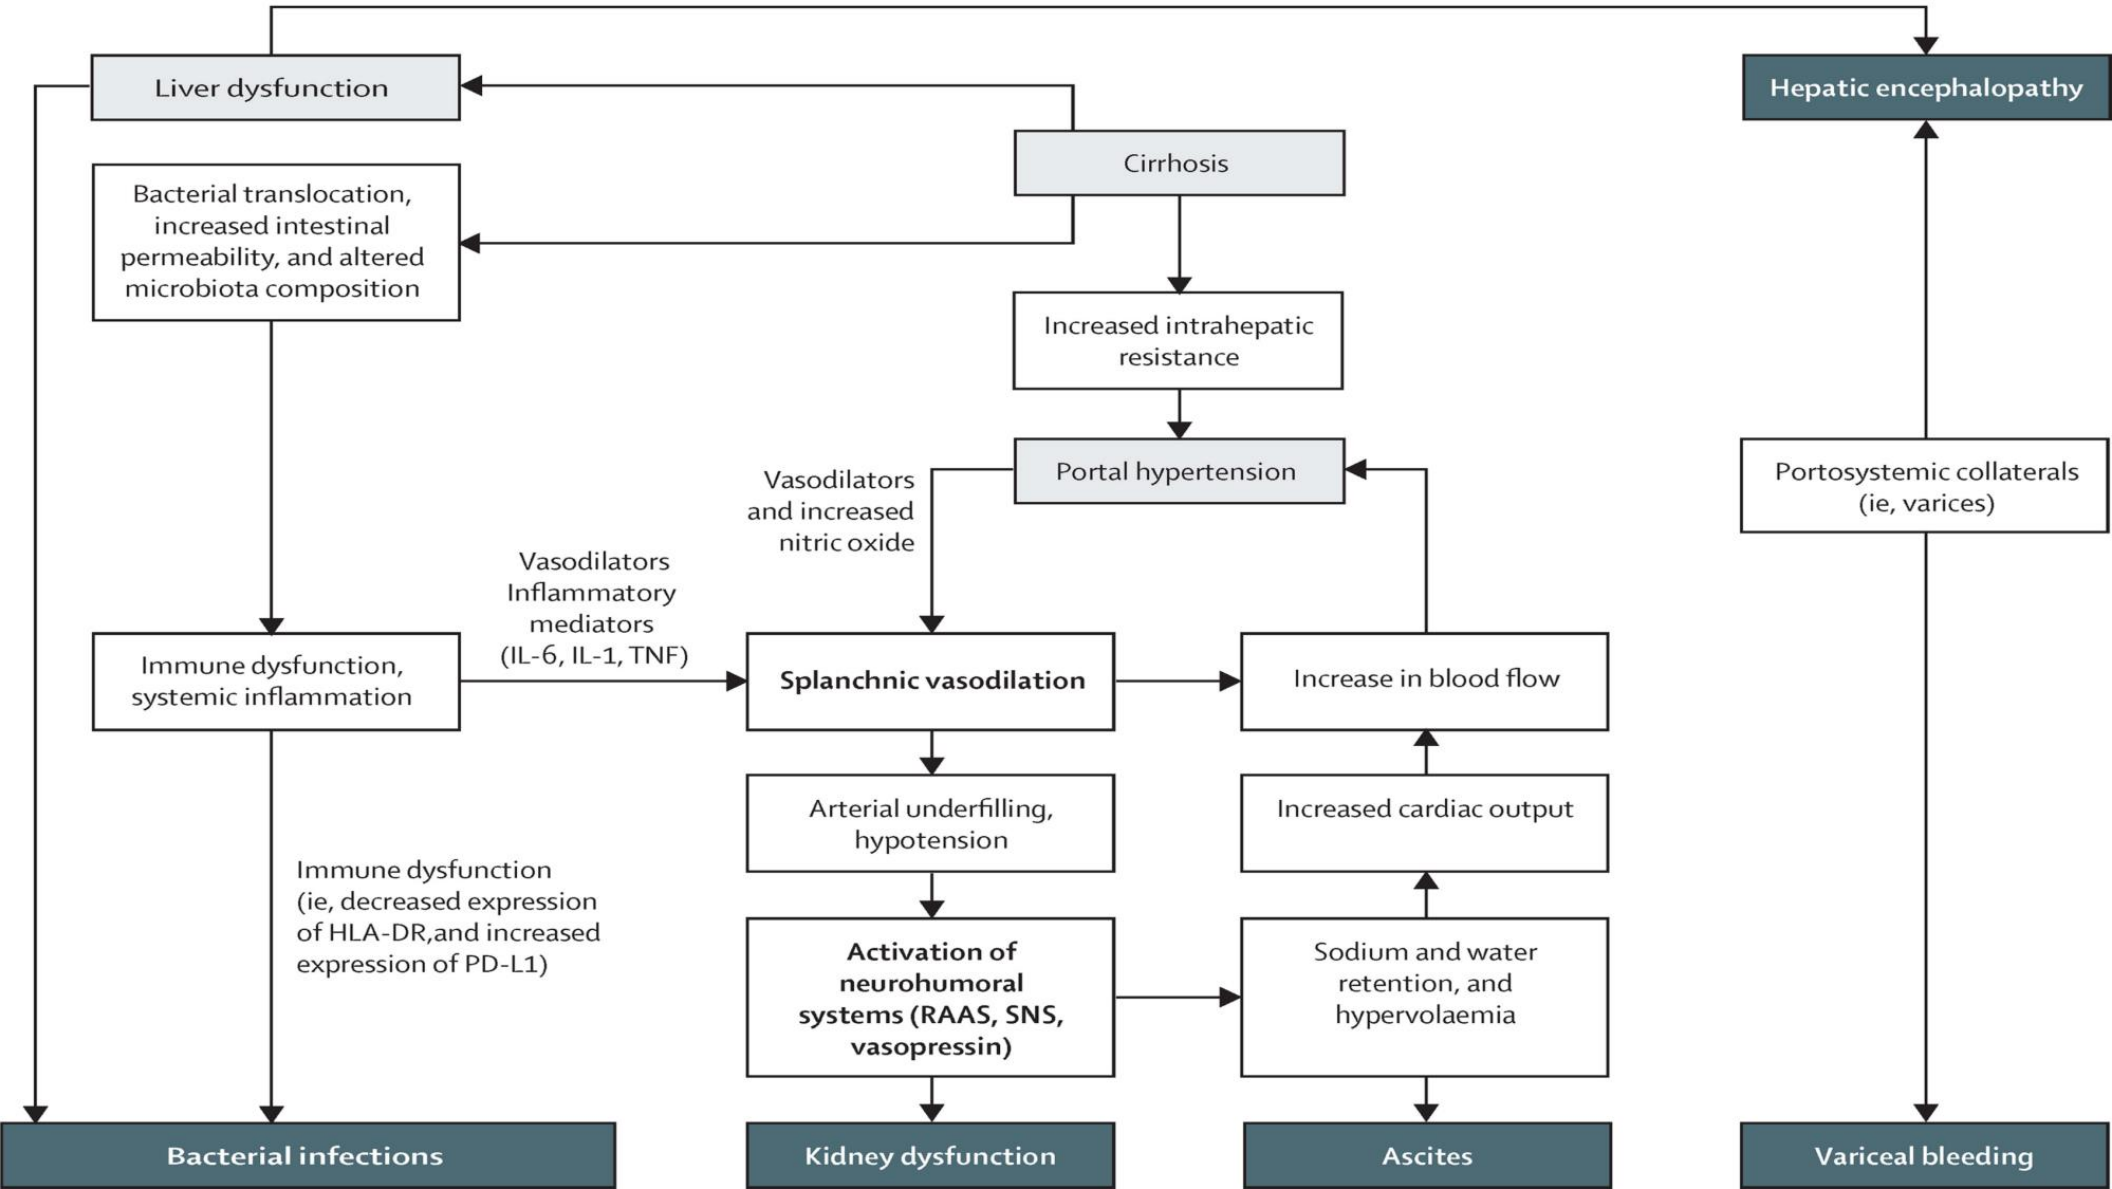 Liver dysfunction
Hepatic encephalopathy
Cirrhosis
Bacterial translocation,
increased intestinal
permeability, and altered
microbiota composition
Increased intrahepatic
resistance
Portal hypertension
Portosystemic collaterals
(ie, varices)
Vasodilators
and increased
nitric oxide
Vasodilators
Inflammatory
mediators
(IL-6, IL-1, TNF)
Immune dysfunction,
systemic inflammation
Splanchnic vasodilation
Increase in blood flow
Arterial underfilling,
hypotension
Increased cardiac output
Immune dysfunction
(ie, decreased expression
of HLA-DR,and increased
expression of PD-L1)
Activation of
neurohumoral
systems (RAAS, SNS,
vasopressin)
Sodium and water
retention, and
hypervolaemia
Bacterial infections
Kidney dysfunction
Ascites
Variceal bleeding